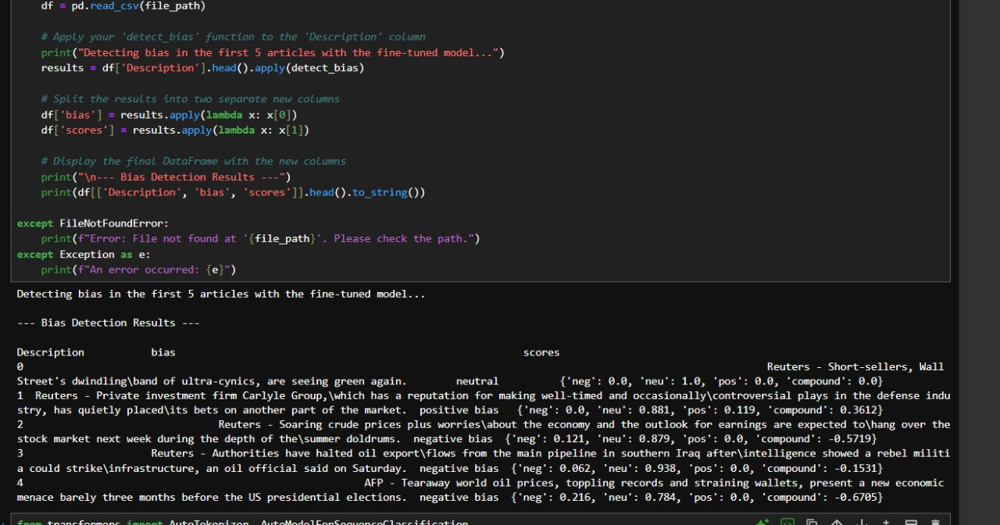 df = pd.read_csv(file_path)
# Apply your 'detect_bias' function to the 'Description' column
print("Detecting bias in the first 5 articles with the fine-tuned model...")
results = df['Description'].head().apply(detect_bias)
# Split the results into two separate new columns
df['bias'] = results.apply(lambda x: x[0])
df['scores'] = results.apply(lambda x: x[1])
# Display the final DataFrame with the new columns
print("\n--- Bias Detection Results ---")
print(df[['Description', 'bias', 'scores']].head().to_string())
except FileNotFoundError:
print(f"Error: File not found at '{file_path}'. Please check the path.")
except Exception as e:
print(f"An error occurred: {e}")
Detecting bias in the first 5 articles with the fine-tuned model...
--- Bias Detection Results ---
Description bias scores
0 Reuters - Short-sellers, Wall
Street's dwindling\band of ultra-cynics, are seeing green again. neutral {'neg': 0.0, 'neu': 1.0, 'pos': 0.0, 'compound': 0.0}
1 Reuters - Private investment firm Carlyle Group,\which has a reputation for making well-timed and occasionally\controversial plays in the defense indu
stry, has quietly placed\its bets on another part of the market. positive bias {'neg': 0.0, 'neu': 0.881, 'pos': 0.119, 'compound': 0.3612}
2 Reuters - Soaring crude prices plus worries\about the economy and the outlook for earnings are expected to\hang over the
stock market next week during the depth of the\summer doldrums. negative bias {'neg': 0.121, 'neu': 0.879, 'pos': 0.0, 'compound': -0.5719}
3 Reuters - Authorities have halted oil export\flows from the main pipeline in southern Iraq after\intelligence showed a rebel militi
a could strike\infrastructure, an oil official said on Saturday. negative bias {'neg': 0.062, 'neu': 0.938, 'pos': 0.0, 'compound': -0.1531}
4 AFP - Tearaway world oil prices, toppling records and straining wallets, present a new economic
menace barely three months before the US presidential elections. negative bias {'neg': 0.216, 'neu': 0.784, 'pos': 0.0, 'compound': -0.6705}
from transformers import AutoTokenizer, AutoModelForSequenceClassification